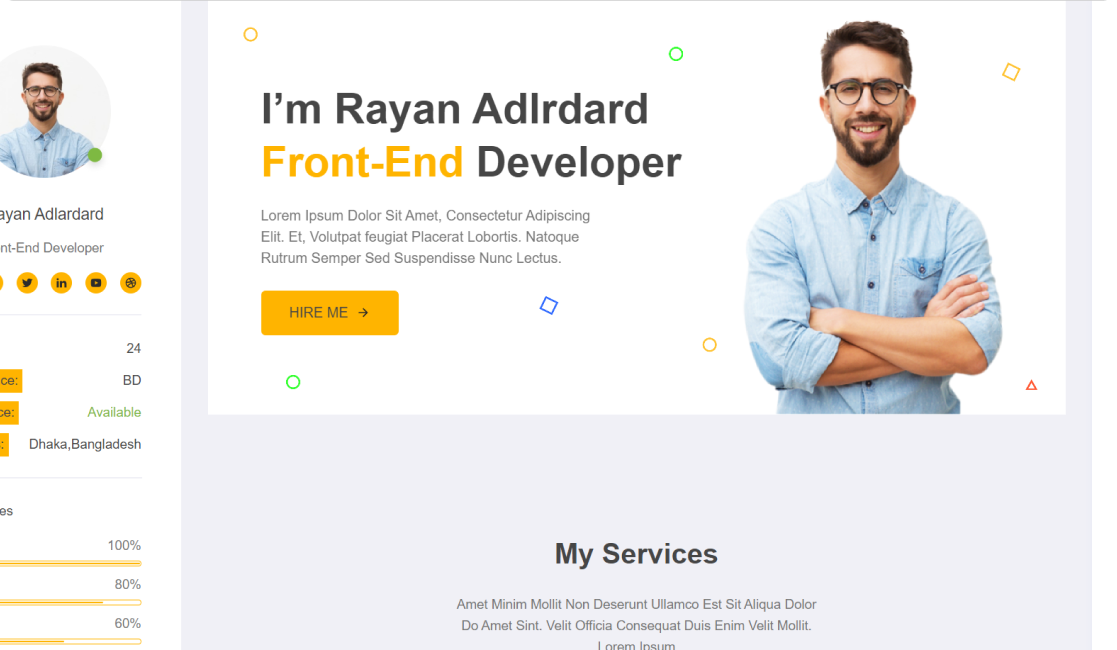 I’m Rayan Adlrdard
Front-End Developer
Lorem Ipsum Dolor Sit Amet, Consectetur Adipiscing
Elit. Et, Volutpat feugiat Placerat Lobortis. Natoque
Rutrum Semper Sed Suspendisse Nunc Lectus.
HIRE ME
ayan Adlardard
nt-End Developer
24
ce: BD
ce: Available
: Dhaka,Bangladesh
es
100%
80%
60%
My Services
Amet Minim Mollit Non Deserunt Ullamco Est Sit Aliqua Dolor
Do Amet Sint. Velit Officia Consequat Duis Enim Velit Mollit.
Lorem Ipsum